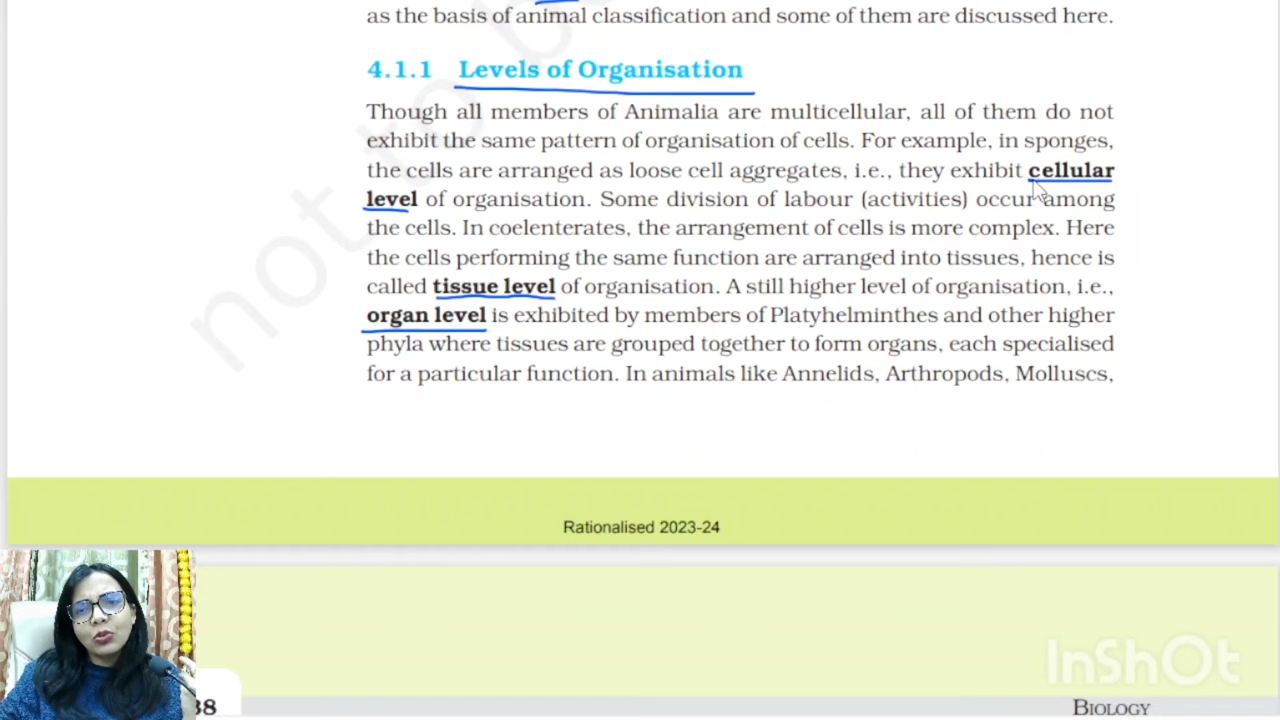 as the basis of animal classification and some of them are discussed here.
4.1.1 Levels of Organisation
Though all members of Animalia are multicellular, all of them do not
exhibit the same pattern of organisation of cells. For example, in sponges,
the cells are arranged as loose cell aggregates, i.e., they exhibit cellular
level of organisation. Some division of labour (activities) occur among
the cells. In coelenterates, the arrangement of cells is more complex. Here
the cells performing the same function are arranged into tissues, hence is
called tissue level of organisation. A still higher level of organisation, i.e.,
organ level is exhibited by members of Platyhelminthes and other higher
phyla where tissues are grouped together to form organs, each specialised
for a particular function. In animals like Annelids, Arthropods, Molluscs,
not to b
Rationalised 2023-24
InShOt
38
BIOLOGY